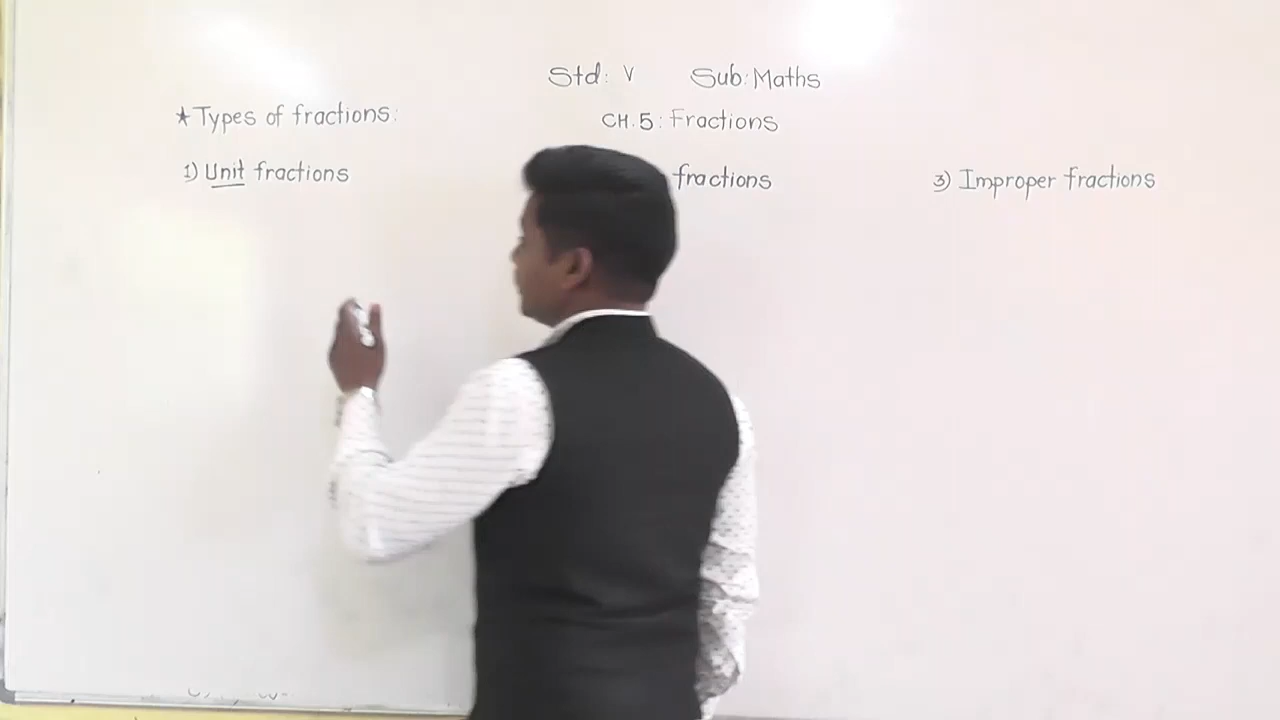 Std: V Sub: Maths
★ Types of fractions:
CH. 5: Fractions
1) Unit fractions
fractions
3) Improper fractions